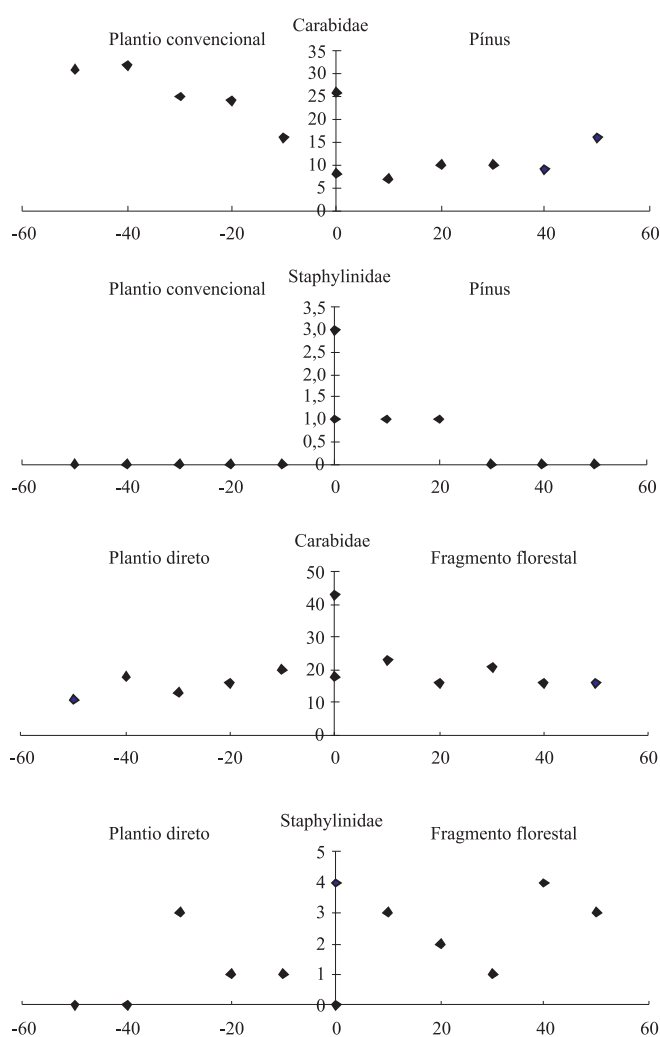 Carabidae
Plantio convencional Pínus
35
30
25
20
15
10
5
0
-60 -40 -20 0 20 40 60
Staphylinidae
Plantio convencional Pínus
3,5
3,0
2,5
2,0
1,5
1,0
0,5
0
-60 -40 -20 0 20 40 60
Carabidae
Plantio direto Fragmento florestal
50
40
30
20
10
0
-60 -40 -20 0 20 40 60
Staphylinidae
Plantio direto Fragmento florestal
5
4
3
2
1
0
-60 -40 -20 0 20 40 60